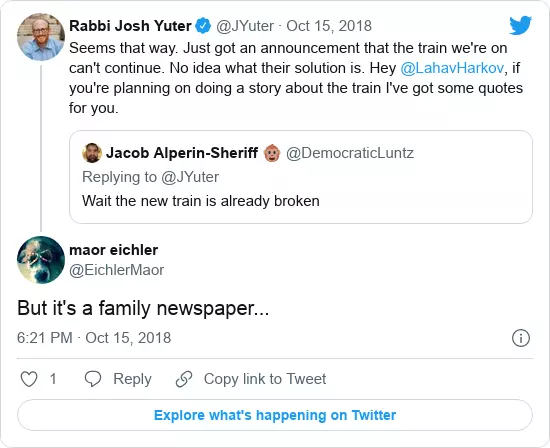 Rabbi Josh Yuter @JYuter · Oct 15, 2018
Seems that way. Just got an announcement that the train we're on
can't continue. No idea what their solution is. Hey @LahavHarkov, if
you're planning on doing a story about the train I've got some quotes
for you.
Jacob Alperin-Sheriff 🐵 @DemocraticLuntz
Replying to @JYuter
Wait the new train is already broken
maor eichler
@EichlerMaor
But it's a family newspaper...
6:21 PM · Oct 15, 2018
1 Reply Copy link to Tweet
Explore what's happening on Twitter